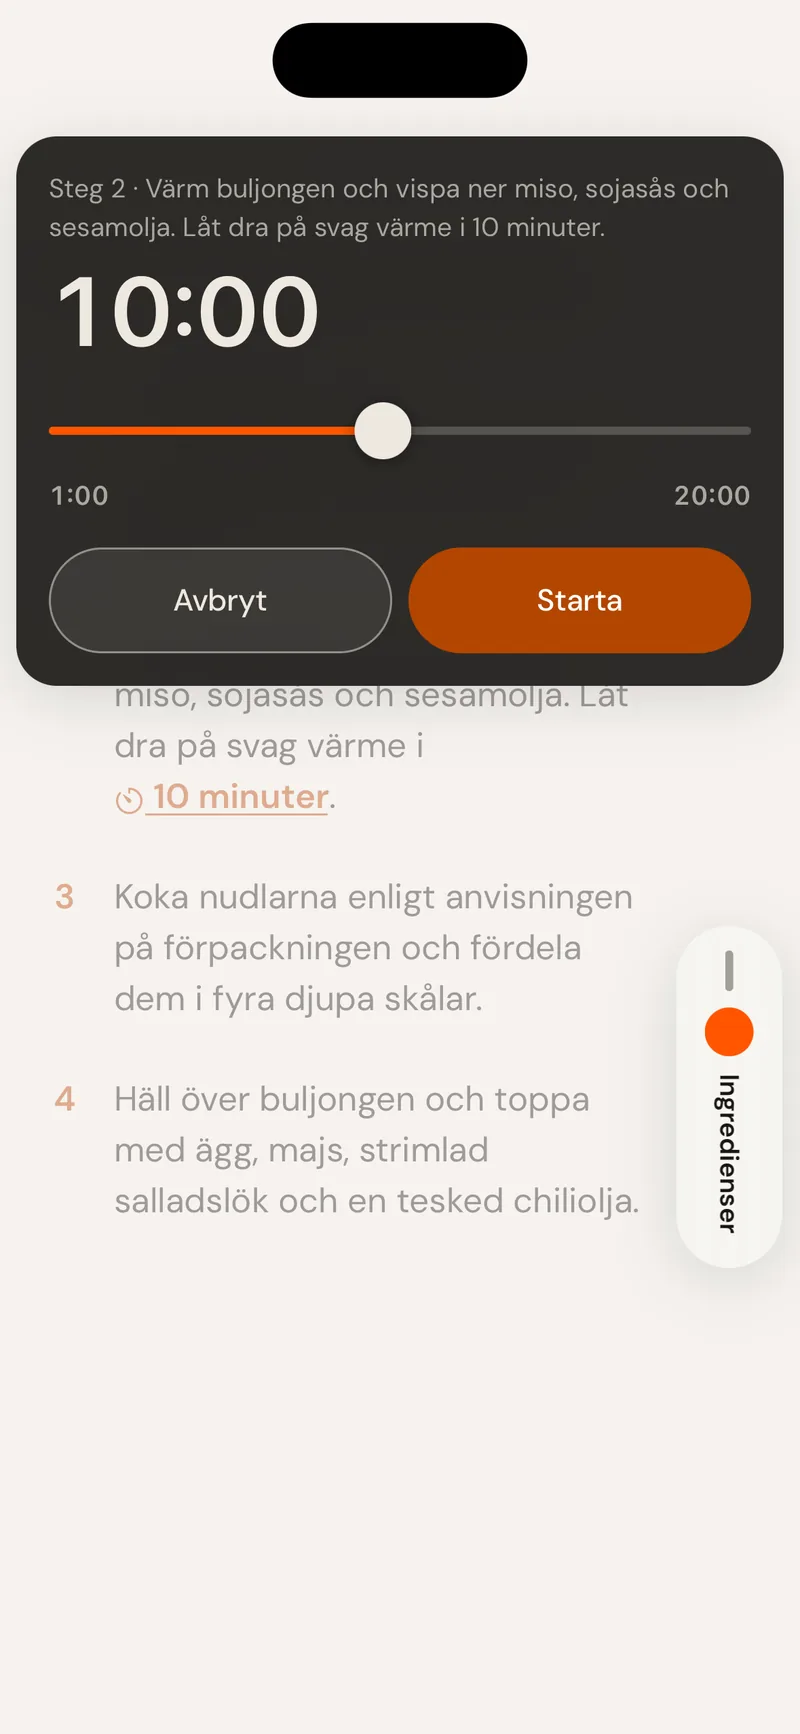 Steg 2 · Värm buljongen och vispa ner miso, sojasås och
sesamolja. Låt dra på svag värme i 10 minuter.
10:00
1:00
20:00
Avbryt
Starta
miso, sojasås och sesamolja. Låt
dra på svag värme i
10 minuter.
3
Koka nudlarna enligt anvisningen
på förpackningen och fördela
dem i fyra djupa skålar.
4
Häll över buljongen och toppa
med ägg, majs, strimlad
salladslök och en tesked chiliolja.
Ingredienser